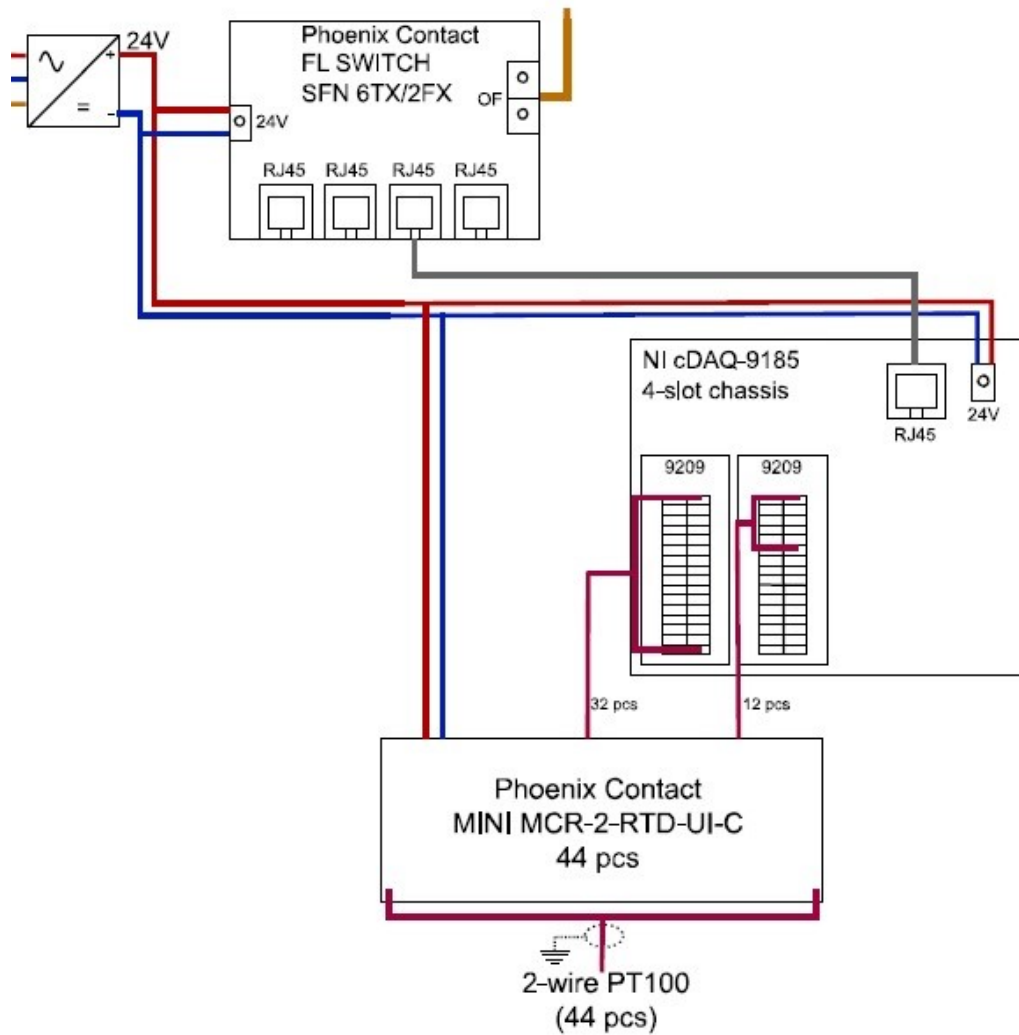 24V
+
=
-
Phoenix Contact
FL SWITCH
SFN 6TX/2FX
OF
24V
RJ45 RJ45 RJ45 RJ45
NI cDAQ-9185
4-slot chassis
RJ45
24V
9209 9209
32 pcs 12 pcs
Phoenix Contact
MINI MCR-2-RTD-UI-C
44 pcs
2-wire PT100
(44 pcs)